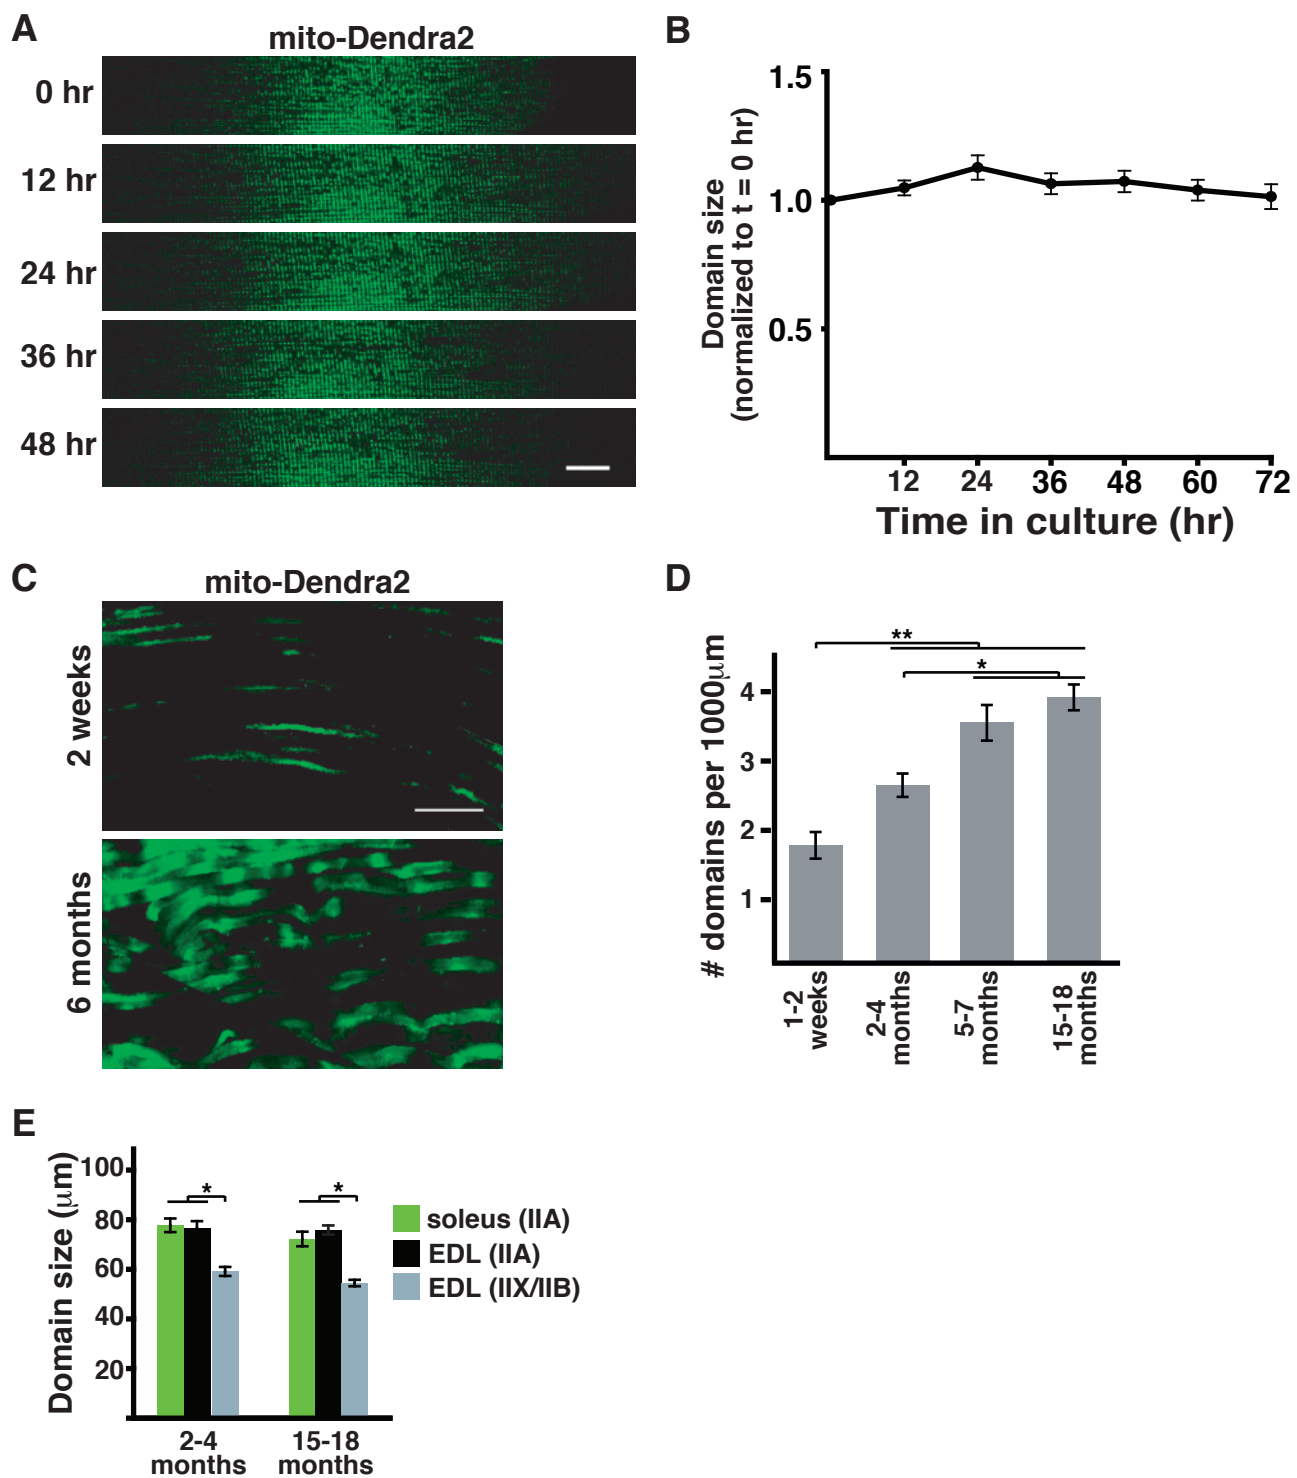 A
mito-Dendra2
0 hr
12 hr
24 hr
36 hr
48 hr
B
1.5
1.0
0.5
Domain size
(normalized to t = 0 hr)
12 24 36 48 60 72
Time in culture (hr)
C
mito-Dendra2
2 weeks
6 months
D
**
*
# domains per 1000μm
4
3
2
1
1-2
weeks
2-4
months
5-7
months
15-18
months
E
Domain size (μm)
100
80
60
40
20
*
*
soleus (IIA)
EDL (IIA)
EDL (IIX/IIB)
2-4
months
15-18
months